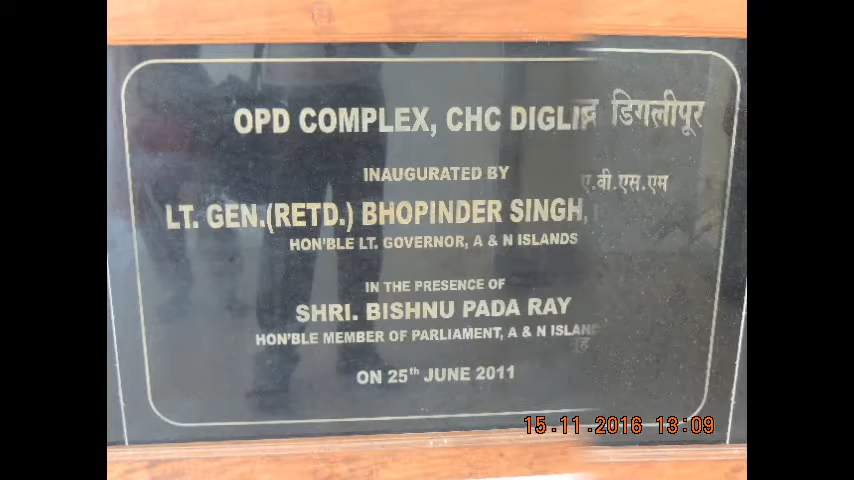 OPD COMPLEX, CHC DIGLI डिगलीपूर
INAUGURATED BY
ए.वी.एस.एम
LT. GEN.(RETD.) BHOPINDER SINGH,
HON'BLE LT. GOVERNOR, A & N ISLANDS
IN THE PRESENCE OF
SHRI. BISHNU PADA RAY
HON'BLE MEMBER OF PARLIAMENT, A & N ISLAND
ON 25th JUNE 2011
15.11.2016 13:09